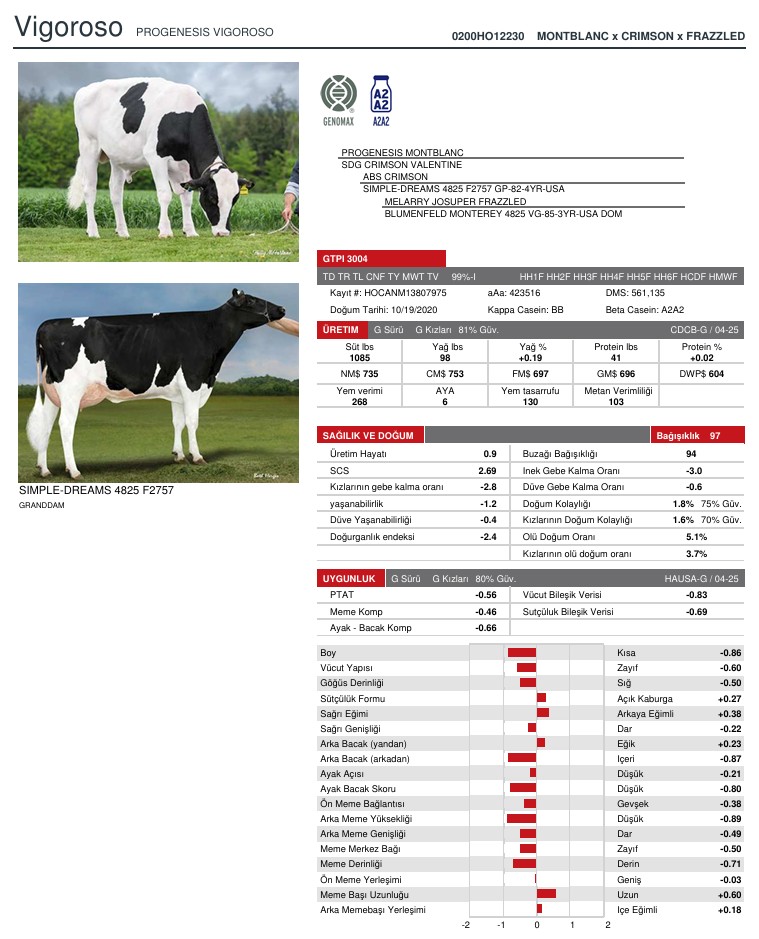 Vigoroso PROGENESIS VIGOROSO
0200HO12230 MONTBLANC x CRIMSON x FRAZZLED
GENOMAX
A2 A2
A2A2
PROGENESIS MONTBLANC
SDG CRIMSON VALENTINE
ABS CRIMSON
SIMPLE-DREAMS 4825 F2757 GP-82-4YR-USA
MELARRY JOSUPER FRAZZLED
BLUMENFELD MONTEREY 4825 VG-85-3YR-USA DOM
SIMPLE-DREAMS 4825 F2757
GRANDDAM
GTPI 3004
TD TR TL CNF TY MWT TV 99%-I HH1F HH2F HH3F HH4F HH5F HH6F HCDF HMWF
Kayıt #: HOCANM13807975 aAa: 423516 DMS: 561,135
Doğum Tarihi: 10/19/2020 Kappa Casein: BB Beta Casein: A2A2
ÜRETIM G Sürü G Kızları 81% Güv. CDCB-G / 04-25
Süt lbs Yağ lbs Yağ % Protein lbs Protein %
1085 98 +0.19 41 +0.02
NM$ 735 CM$ 753 FM$ 697 GM$ 696 DWP$ 604
Yem verimi AYA Yem tasarrufu Metan Verimliliği
268 6 130 103
SAĞILIK VE DOĞUM Bağışıklık 97
Üretim Hayatı 0.9 Buzağı Bağışıklığı 94
SCS 2.69 Inek Gebe Kalma Oranı -3.0
Kızlarının gebe kalma oranı -2.8 Düve Gebe Kalma Oranı -0.6
yaşanabilirlik -1.2 Doğum Kolaylığı 1.8% 75% Güv.
Düve Yaşanabilirliği -0.4 Kızlarının Doğum Kolaylığı 1.6% 70% Güv.
Doğurganlık endeksi -2.4 Olü Doğum Oranı 5.1%
Kızlarının olü doğum oranı 3.7%
UYGUNLUK G Sürü G Kızları 80% Güv. HAUSA-G / 04-25
PTAT -0.56 Vücut Bileşik Verisi -0.83
Meme Komp -0.46 Sutçüluk Bileşik Verisi -0.69
Ayak - Bacak Komp -0.66
Boy Kısa -0.86
Vücut Yapısı Zayıf -0.60
Göğüs Derinliği Sığ -0.50
Sütçülük Formu Açık Kaburga +0.27
Sağrı Eğimi Arkaya Eğimli +0.38
Sağrı Genişliği Dar -0.22
Arka Bacak (yandan) Eğik +0.23
Arka Bacak (arkadan) Içeri -0.87
Ayak Açısı Düşük -0.21
Ayak Bacak Skoru Düşük -0.80
Ön Meme Bağlantısı Gevşek -0.38
Arka Meme Yüksekliği Düşük -0.89
Arka Meme Genişliği Dar -0.49
Meme Merkez Bağı Zayıf -0.50
Meme Derinliği Derin -0.71
Ön Meme Yerleşimi Geniş -0.03
Meme Başı Uzunluğu Uzun +0.60
Arka Memebaşı Yerleşimi Içe Eğimli +0.18
-2 -1 0 1 2